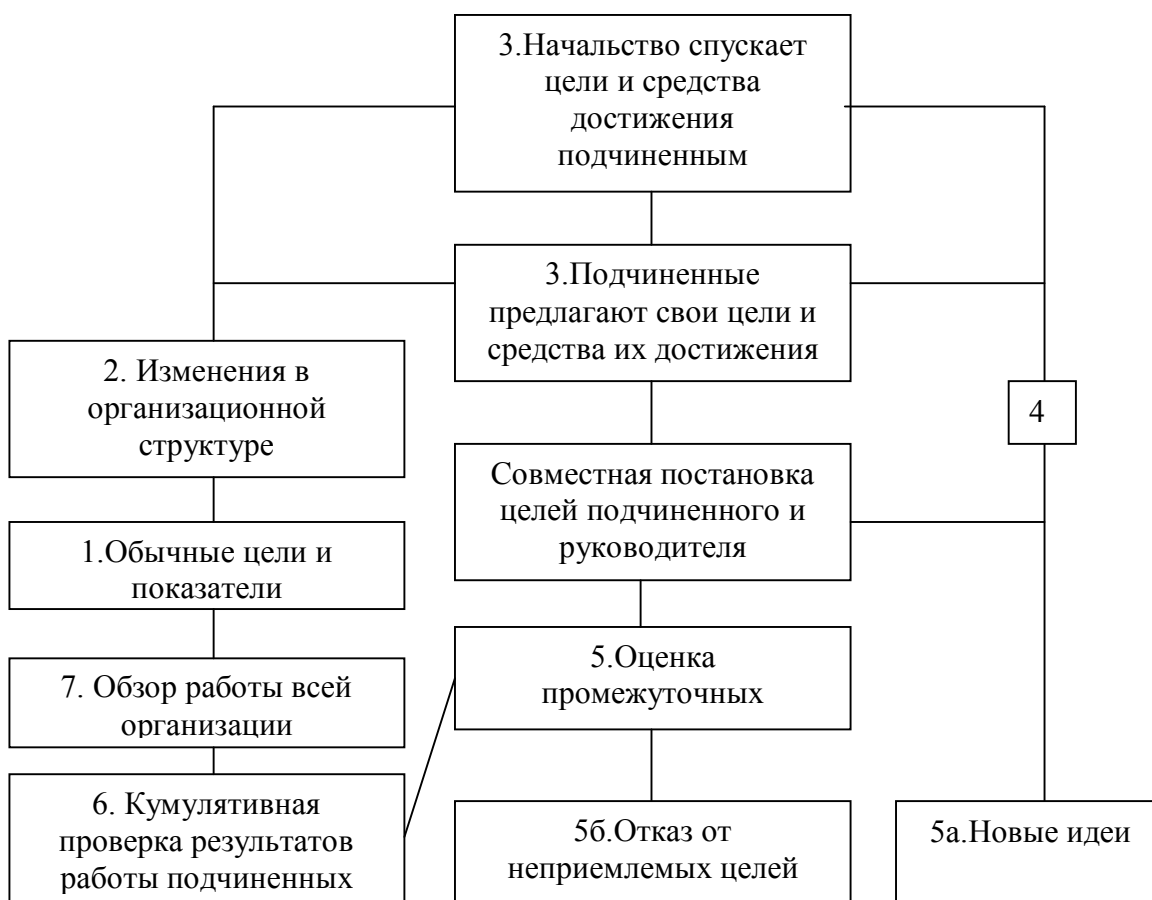 3.Начальство спускает
цели и средства
достижения
подчиненным
3.Подчиненные
предлагают свои цели и
средства их достижения
2. Изменения в
организационной
структуре
4
Совместная постановка
целей подчиненного и
руководителя
1.Обычные цели и
показатели
5.Оценка
промежуточных
7. Обзор работы всей
организации
6. Кумулятивная
проверка результатов
работы подчиненных
5б.Отказ от
неприемлемых целей
5а.Новые идеи